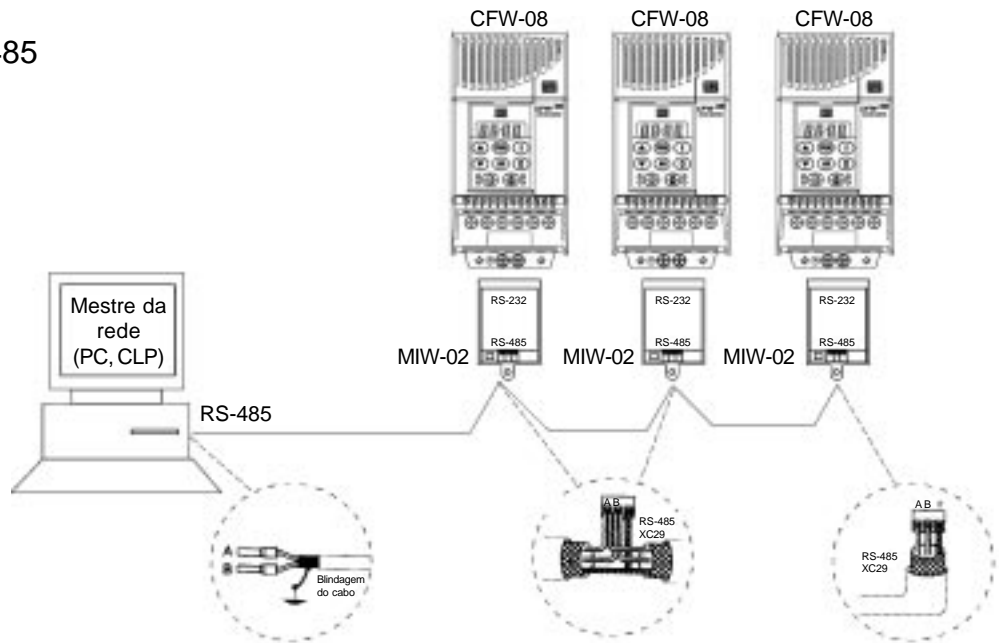 CFW-08 CFW-08 CFW-08
485
RS-232 RS-232 RS-232
Mestre da
rede
(PC, CLP)
RS-485 RS-485 RS-485
MIW-02 MIW-02 MIW-02
RS-485
A B
A B
RS-485
XC29
RS-485
XC29
A
B
Blindagem
do cabo